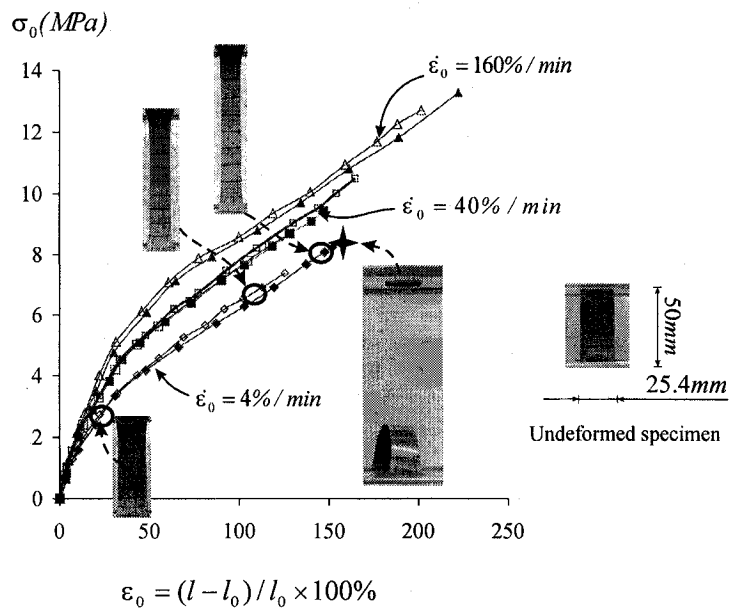 σ₀(MPa)
14
12
10
8
6
4
2
0
0 50 100 150 200 250
ε̇₀ = 160%/min
ε̇₀ = 40%/min
ε̇₀ = 4%/min
50mm
25.4mm
Undeformed specimen
ε₀ = (l − l₀)/l₀ × 100%